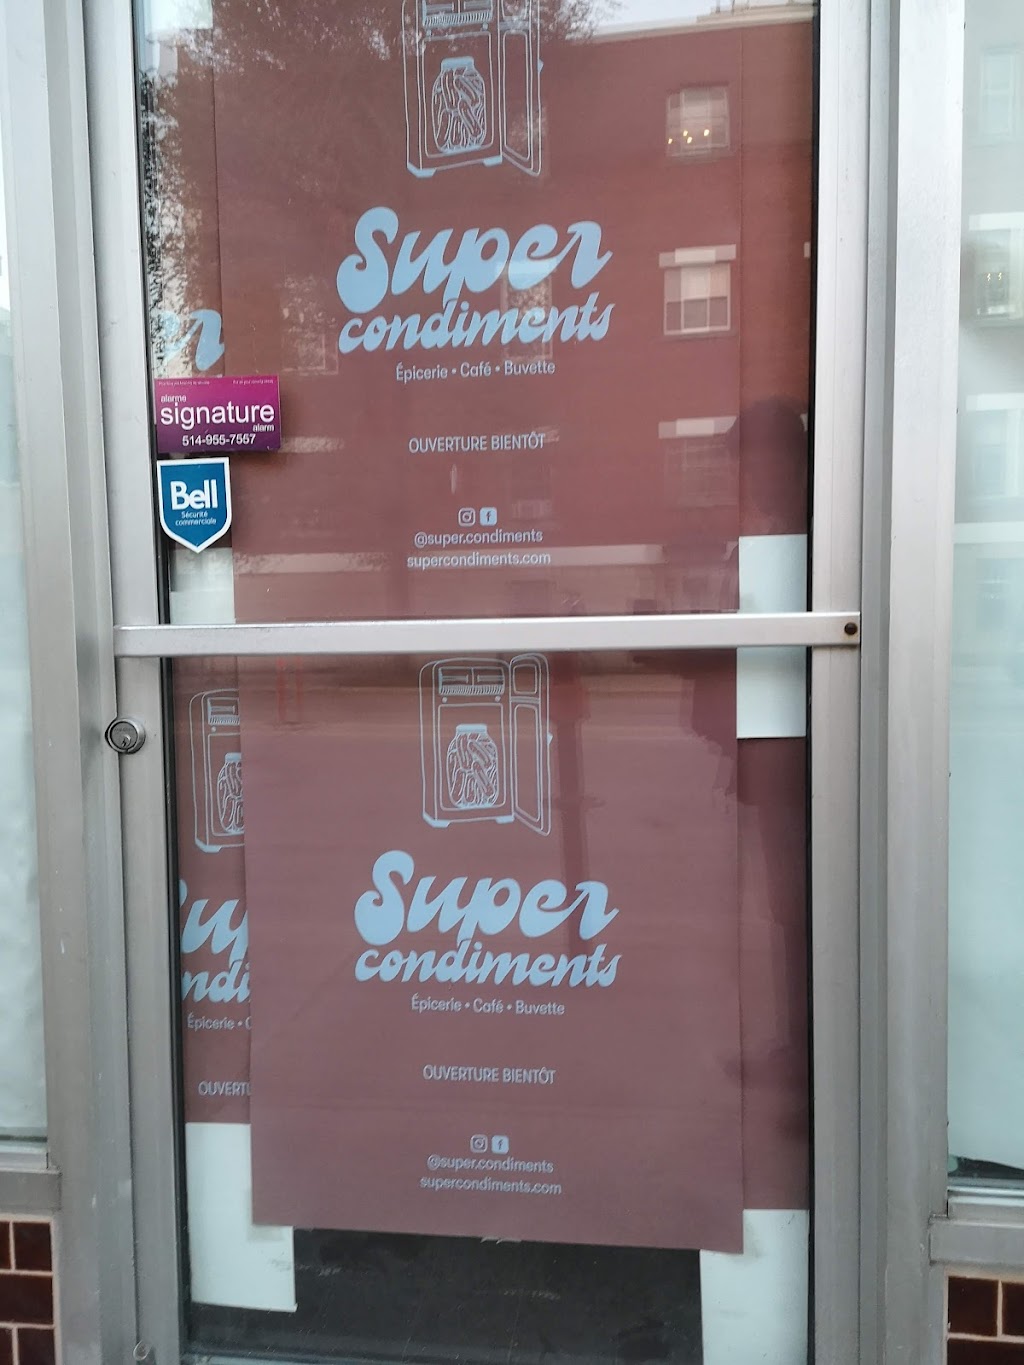 Super
condiments
Épicerie • Café • Buvette
OUVERTURE BIENTÔT
@super.condiments
supercondiments.com
alarme
signature
alarm
514-955-7557
Bell
Sécurité
commerciale
Super
condiments
Épicerie • Café • Buvette
OUVERTURE BIENTÔT
@super.condiments
supercondiments.com
Épicerie •